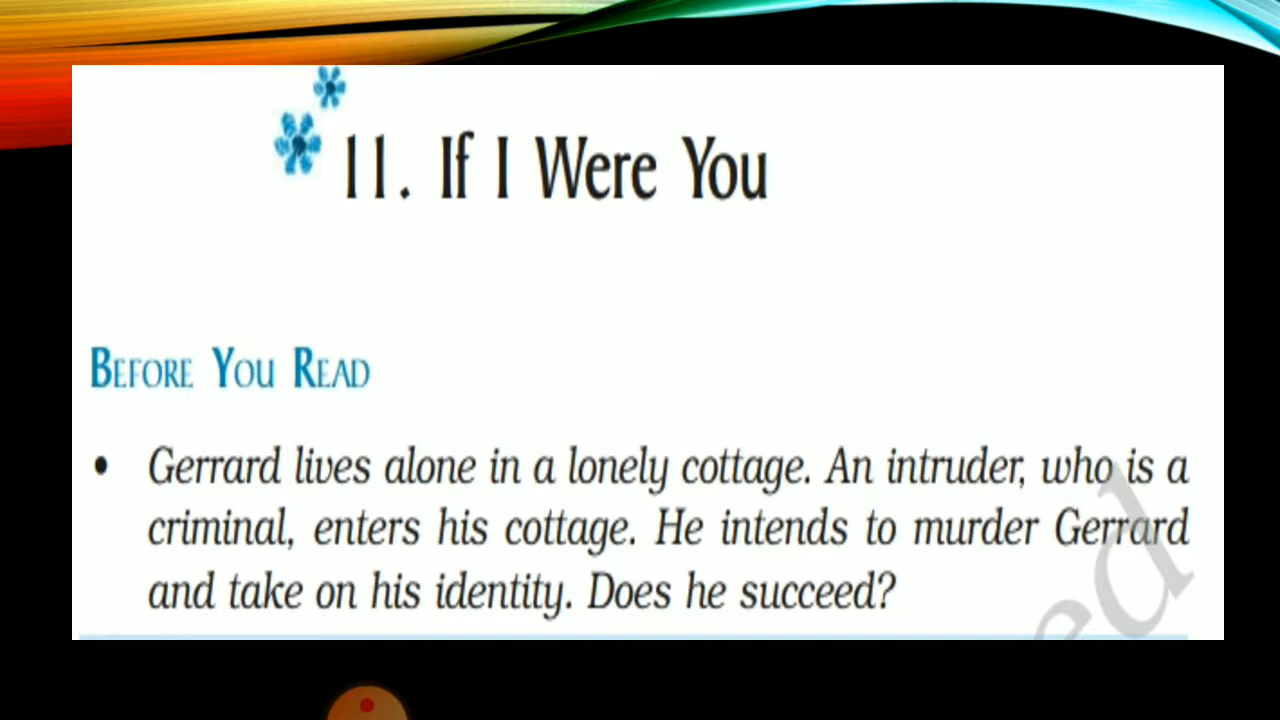 11. If I Were You
BEFORE YOU READ
• Gerrard lives alone in a lonely cottage. An intruder, who is a
criminal, enters his cottage. He intends to murder Gerrard
and take on his identity. Does he succeed?